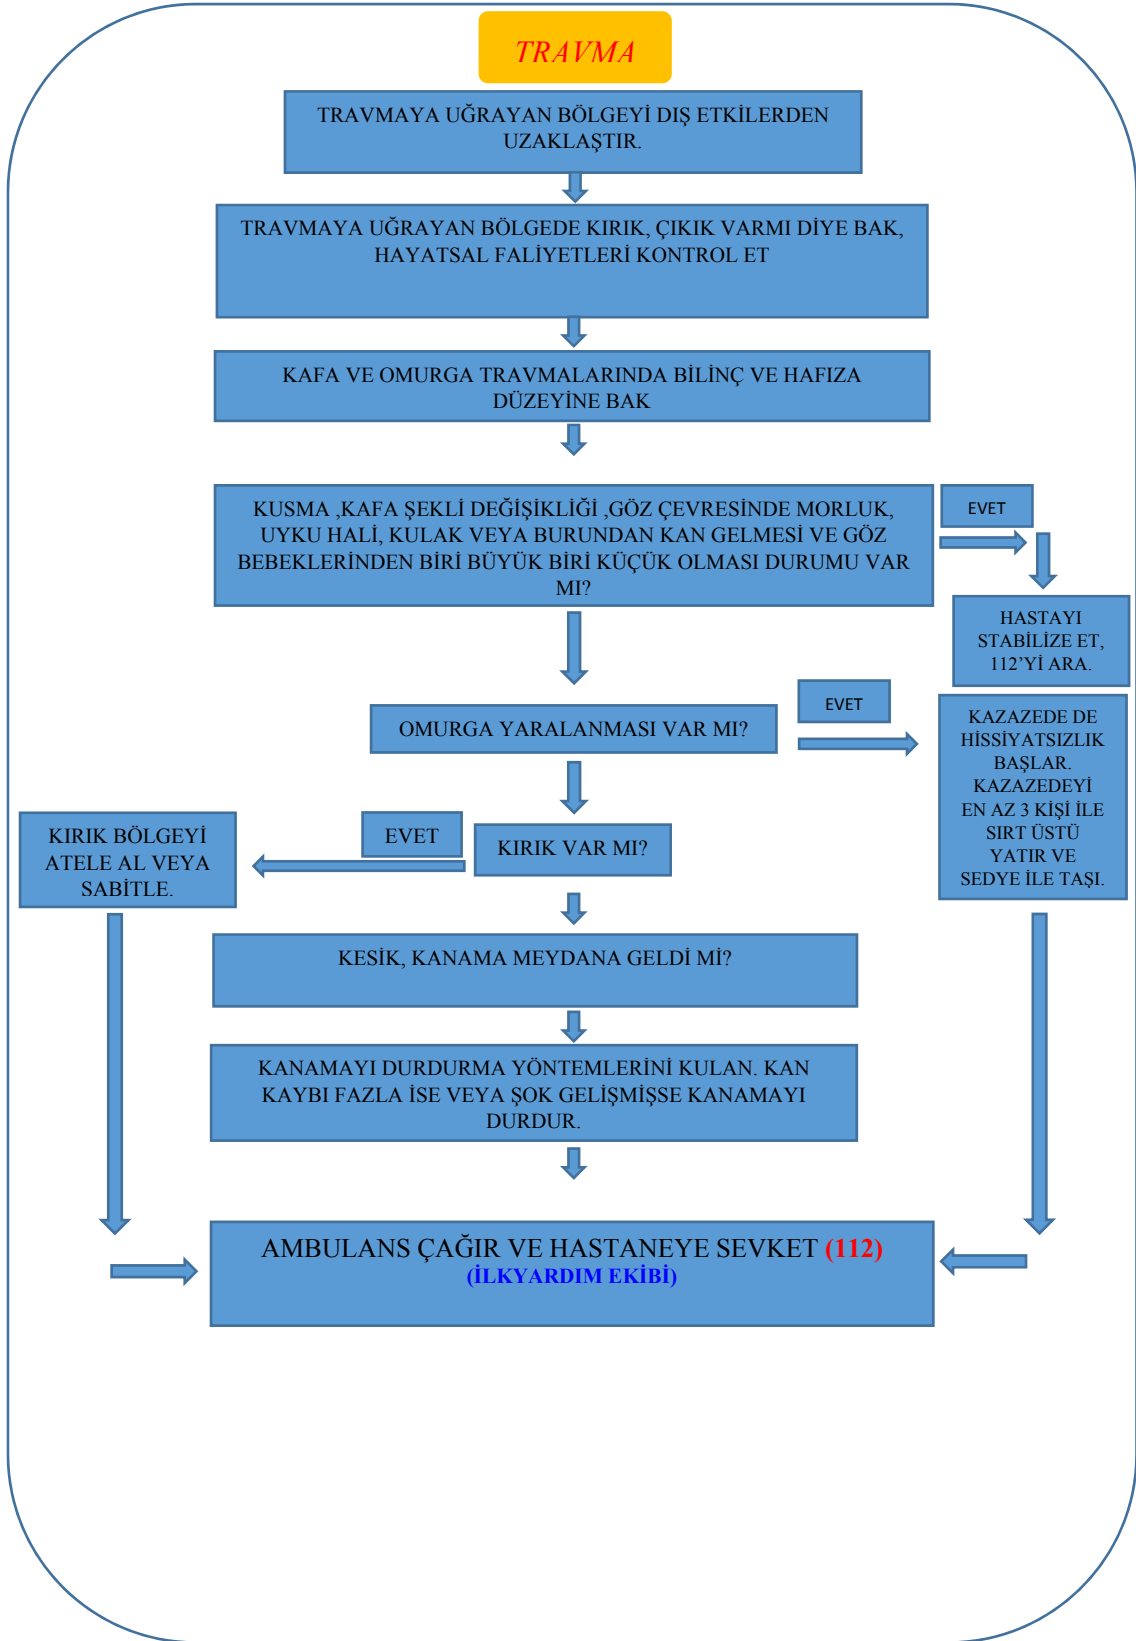 TRAVMA
TRAVMAYA UĞRAYAN BÖLGEYİ DIŞ ETKİLERDEN
UZAKLAŞTIR.
TRAVMAYA UĞRAYAN BÖLGEDE KIRIK, ÇIKIK VARMI DİYE BAK,
HAYATSAL FALİYETLERİ KONTROL ET
KAFA VE OMURGA TRAVMALARINDA BİLİNÇ VE HAFIZA
DÜZEYİNE BAK
KUSMA ,KAFA ŞEKLİ DEĞİŞİKLİĞİ ,GÖZ ÇEVRESİNDE MORLUK,
UYKU HALİ, KULAK VEYA BURUNDAN KAN GELMESİ VE GÖZ
BEBEKLERİNDEN BİRİ BÜYÜK BİRİ KÜÇÜK OLMASI DURUMU VAR
MI?
EVET
HASTAYI
STABİLİZE ET,
112’Yİ ARA.
OMURGA YARALANMASI VAR MI?
EVET
KAZAZEDE DE
HİSSİYATSIZLIK
BAŞLAR.
KAZAZEDEYİ
EN AZ 3 KİŞİ İLE
SIRT ÜSTÜ
YATIR VE
SEDYE İLE TAŞI.
KIRIK VAR MI?
EVET
KIRIK BÖLGEYİ
ATELE AL VEYA
SABİTLE.
KESİK, KANAMA MEYDANA GELDİ Mİ?
KANAMAYI DURDURMA YÖNTEMLERİNİ KULAN. KAN
KAYBI FAZLA İSE VEYA ŞOK GELİŞMİŞSE KANAMAYI
DURDUR.
AMBULANS ÇAĞIR VE HASTANEYE SEVKET (112)
(İLKYARDIM EKİBİ)